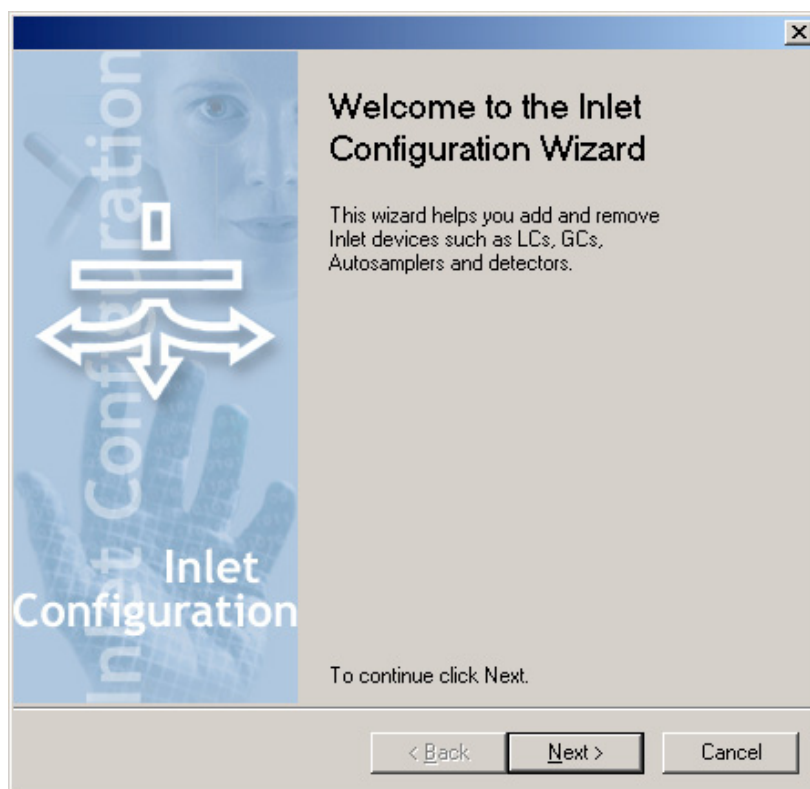 Welcome to the Inlet
Configuration Wizard
This wizard helps you add and remove
Inlet devices such as LCs, GCs,
Autosamplers and detectors.
Inlet Configuration
Inlet
Configuration
To continue click Next.
< Back
Next >
Cancel